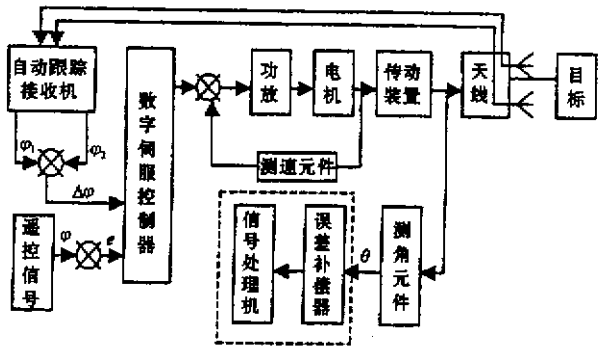 自动跟踪
接收机
数字伺服控制器
功放
电机
传动装置
天线
目标
测速元件
φ₁
φ₂
Δφ
遥控信号
φ
e
信号处理机
误差补偿器
θ
测角元件